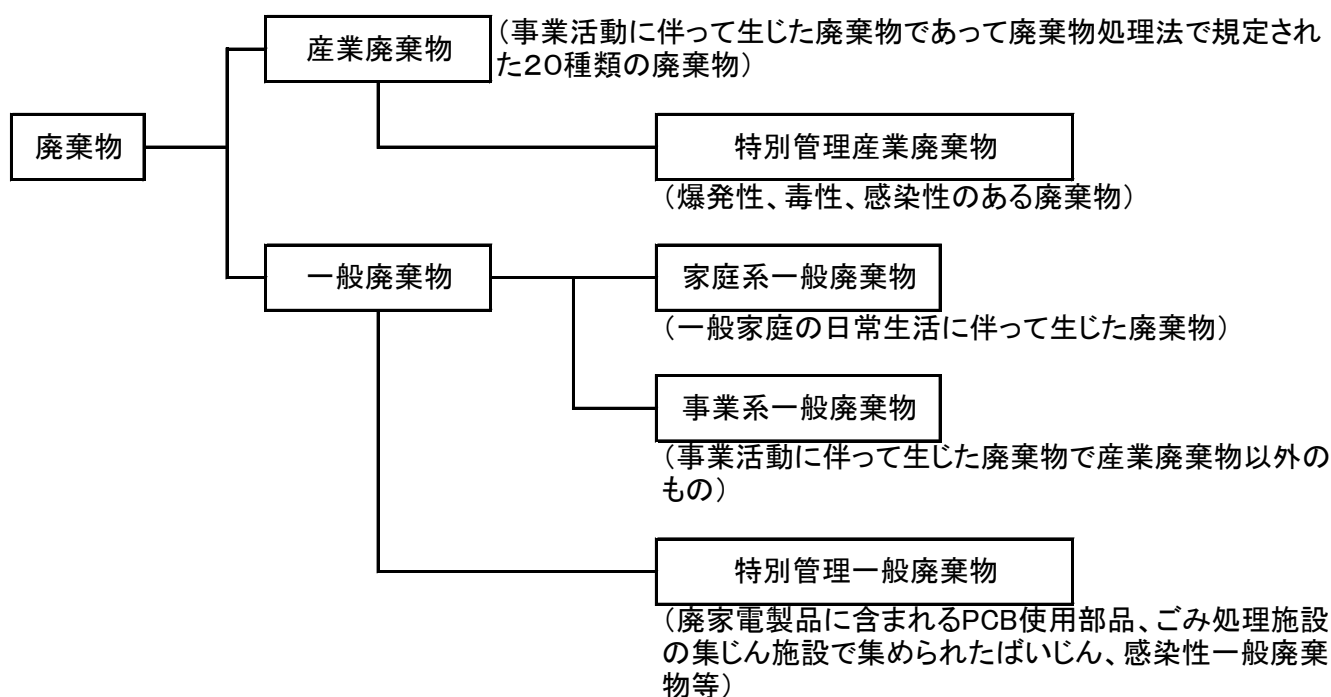 産業廃棄物
（事業活動に伴って生じた廃棄物であって廃棄物処理法で規定され
た２０種類の廃棄物）
廃棄物
特別管理産業廃棄物
（爆発性、毒性、感染性のある廃棄物）
一般廃棄物
家庭系一般廃棄物
（一般家庭の日常生活に伴って生じた廃棄物）
事業系一般廃棄物
（事業活動に伴って生じた廃棄物で産業廃棄物以外の
もの）
特別管理一般廃棄物
（廃家電製品に含まれるPCB使用部品、ごみ処理施設
の集じん施設で集められたばいじん、感染性一般廃棄
物等）